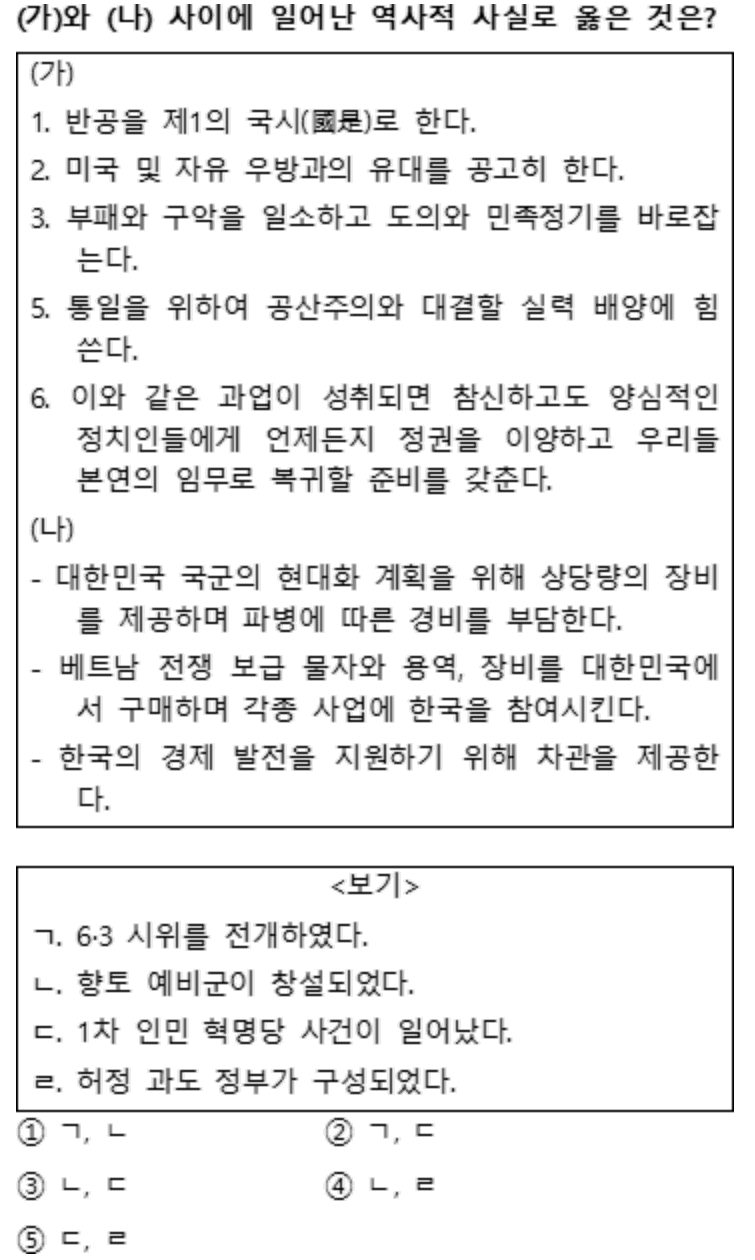 (가)와 (나) 사이에 일어난 역사적 사실로 옳은 것은?
(가)
1. 반공을 제1의 국시(國是)로 한다.
2. 미국 및 자유 우방과의 유대를 공고히 한다.
3. 부패와 구악을 일소하고 도의와 민족정기를 바로잡
는다.
5. 통일을 위하여 공산주의와 대결할 실력 배양에 힘
쓴다.
6. 이와 같은 과업이 성취되면 참신하고도 양심적인
정치인들에게 언제든지 정권을 이양하고 우리들
본연의 임무로 복귀할 준비를 갖춘다.
(나)
- 대한민국 국군의 현대화 계획을 위해 상당량의 장비
를 제공하며 파병에 따른 경비를 부담한다.
- 베트남 전쟁 보급 물자와 용역, 장비를 대한민국에
서 구매하며 각종 사업에 한국을 참여시킨다.
- 한국의 경제 발전을 지원하기 위해 차관을 제공한
다.
<보기>
ㄱ. 6·3 시위를 전개하였다.
ㄴ. 향토 예비군이 창설되었다.
ㄷ. 1차 인민 혁명당 사건이 일어났다.
ㄹ. 허정 과도 정부가 구성되었다.
① ㄱ, ㄴ ② ㄱ, ㄷ
③ ㄴ, ㄷ ④ ㄴ, ㄹ
⑤ ㄷ, ㄹ